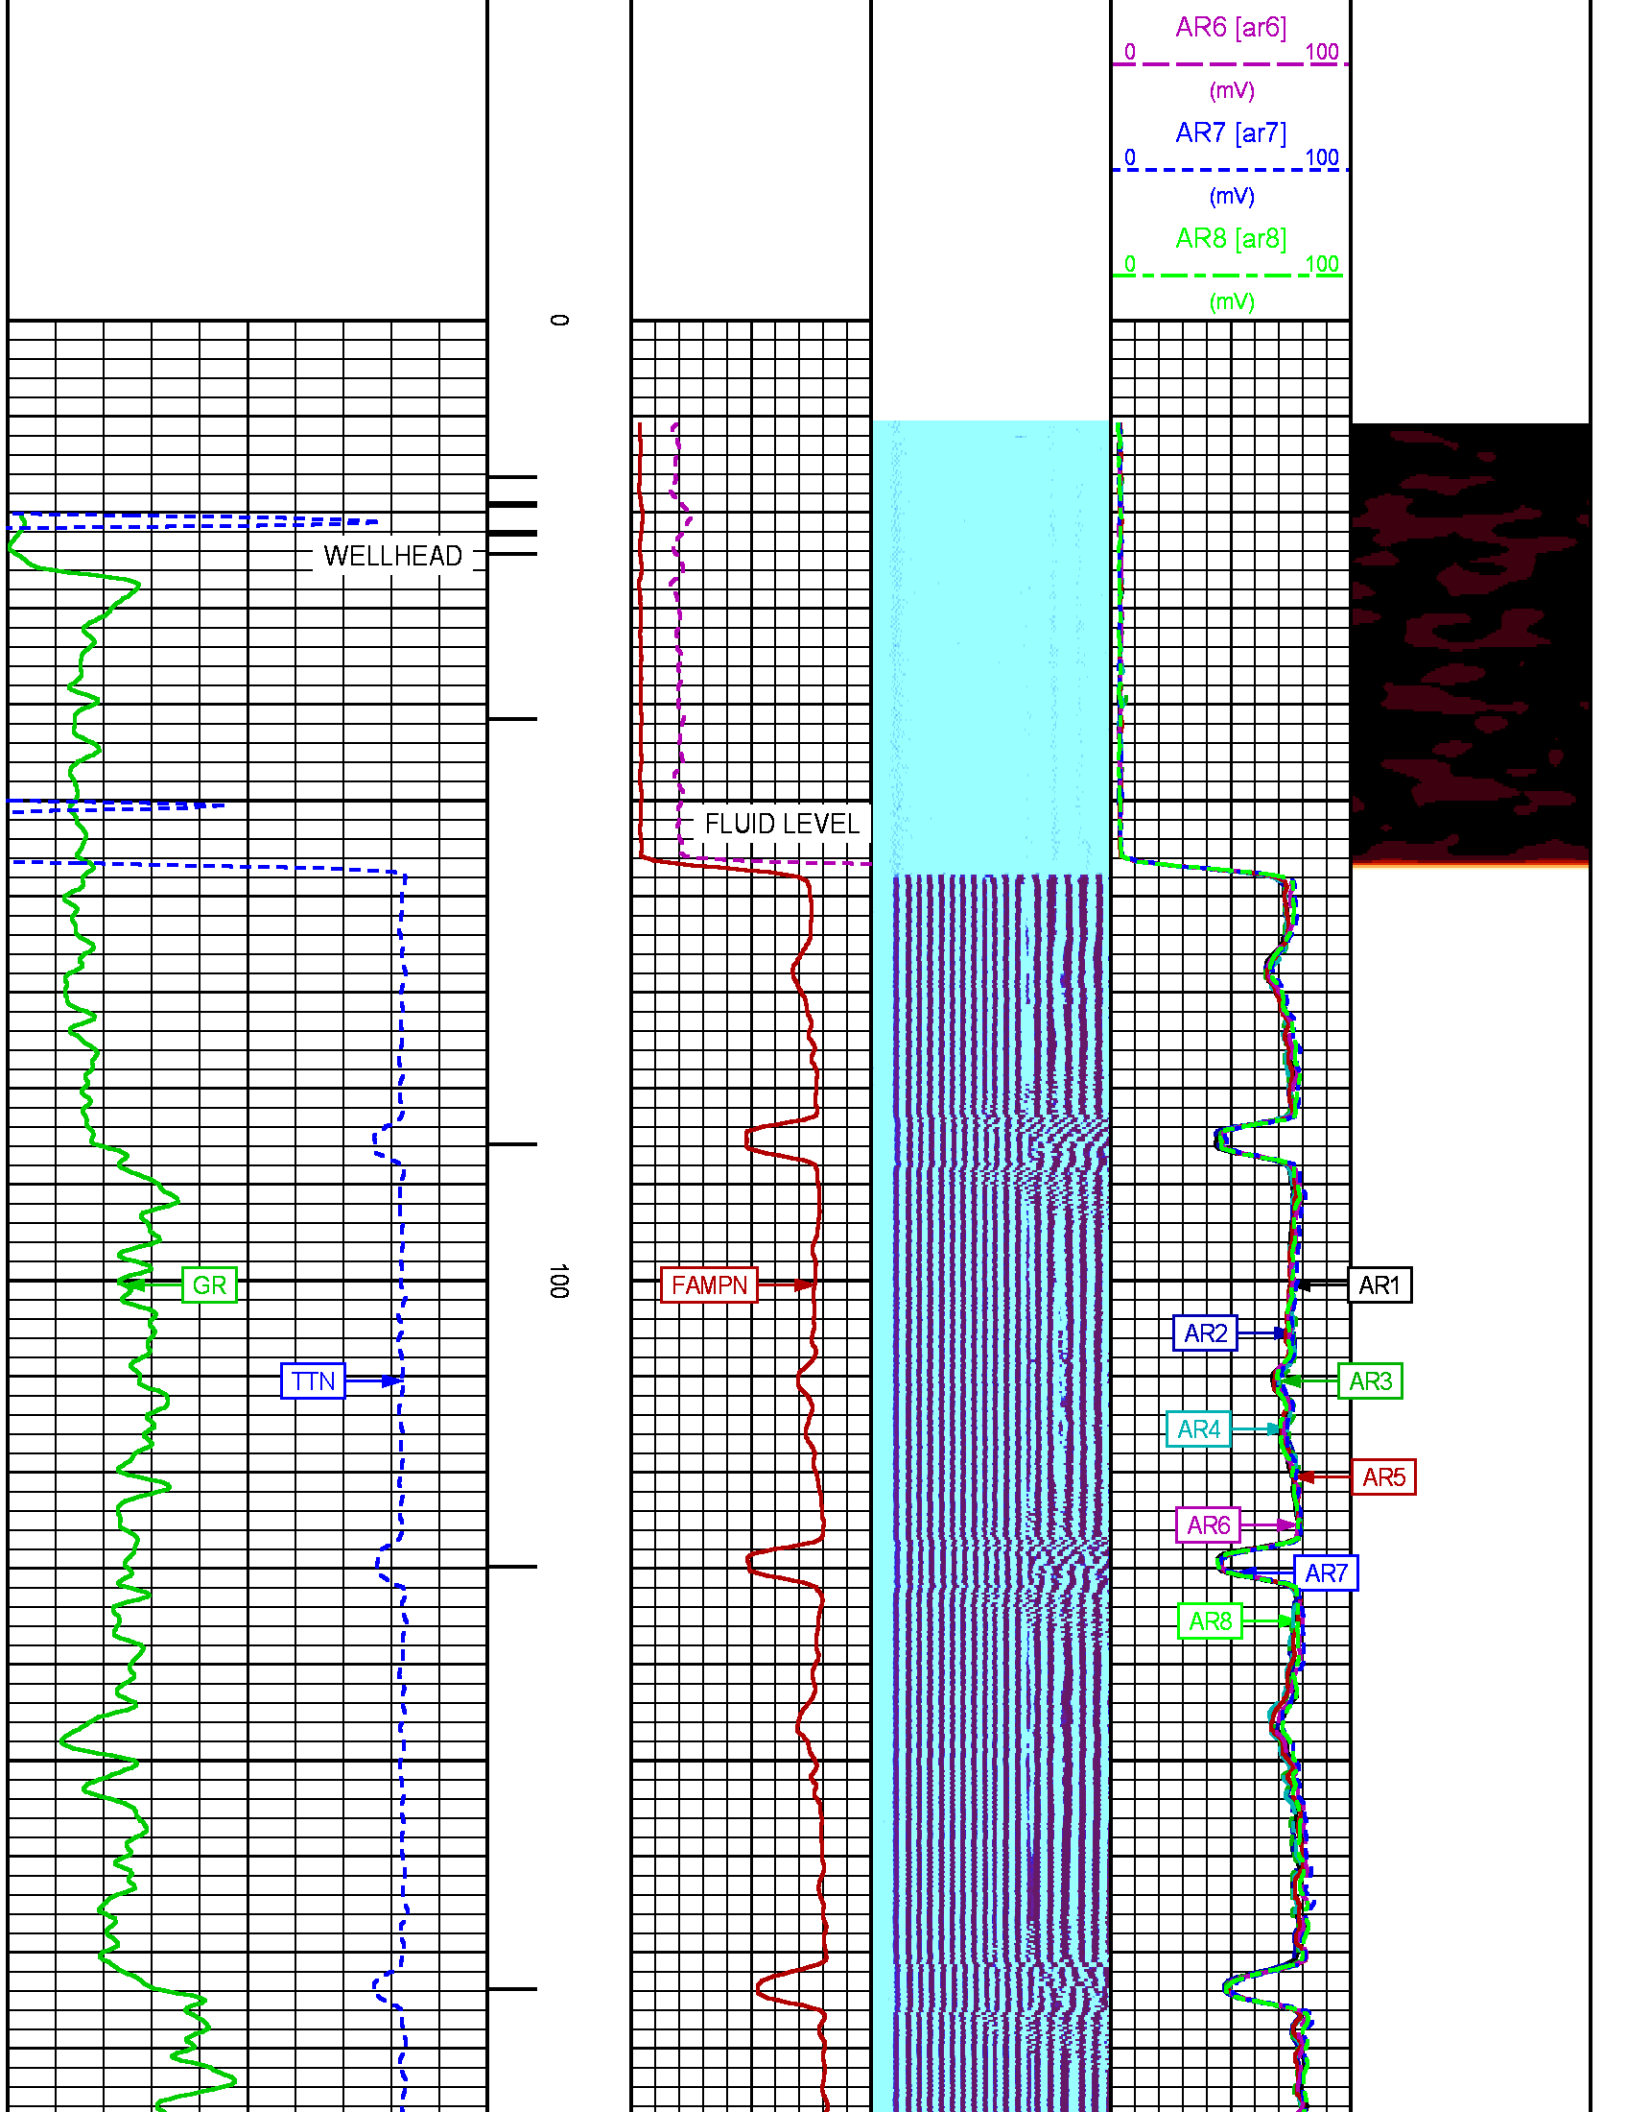 AR6 [ar6]
0 100
(mV)
AR7 [ar7]
0 100
(mV)
AR8 [ar8]
0 100
(mV)
0
WELLHEAD
FLUID LEVEL
100
GR
FAMPN
AR1
AR2
TTN
AR3
AR4
AR5
AR6
AR7
AR8